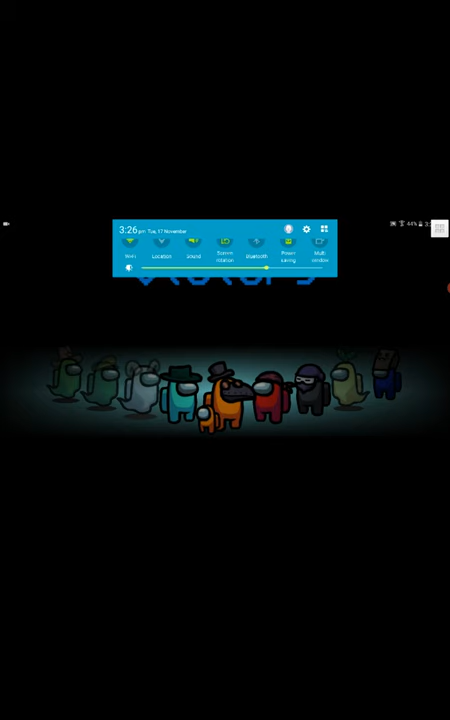 44%
3:26 pm Tue, 17 November
Wi-Fi Location Sound Screen rotation Bluetooth Power saving Multi window